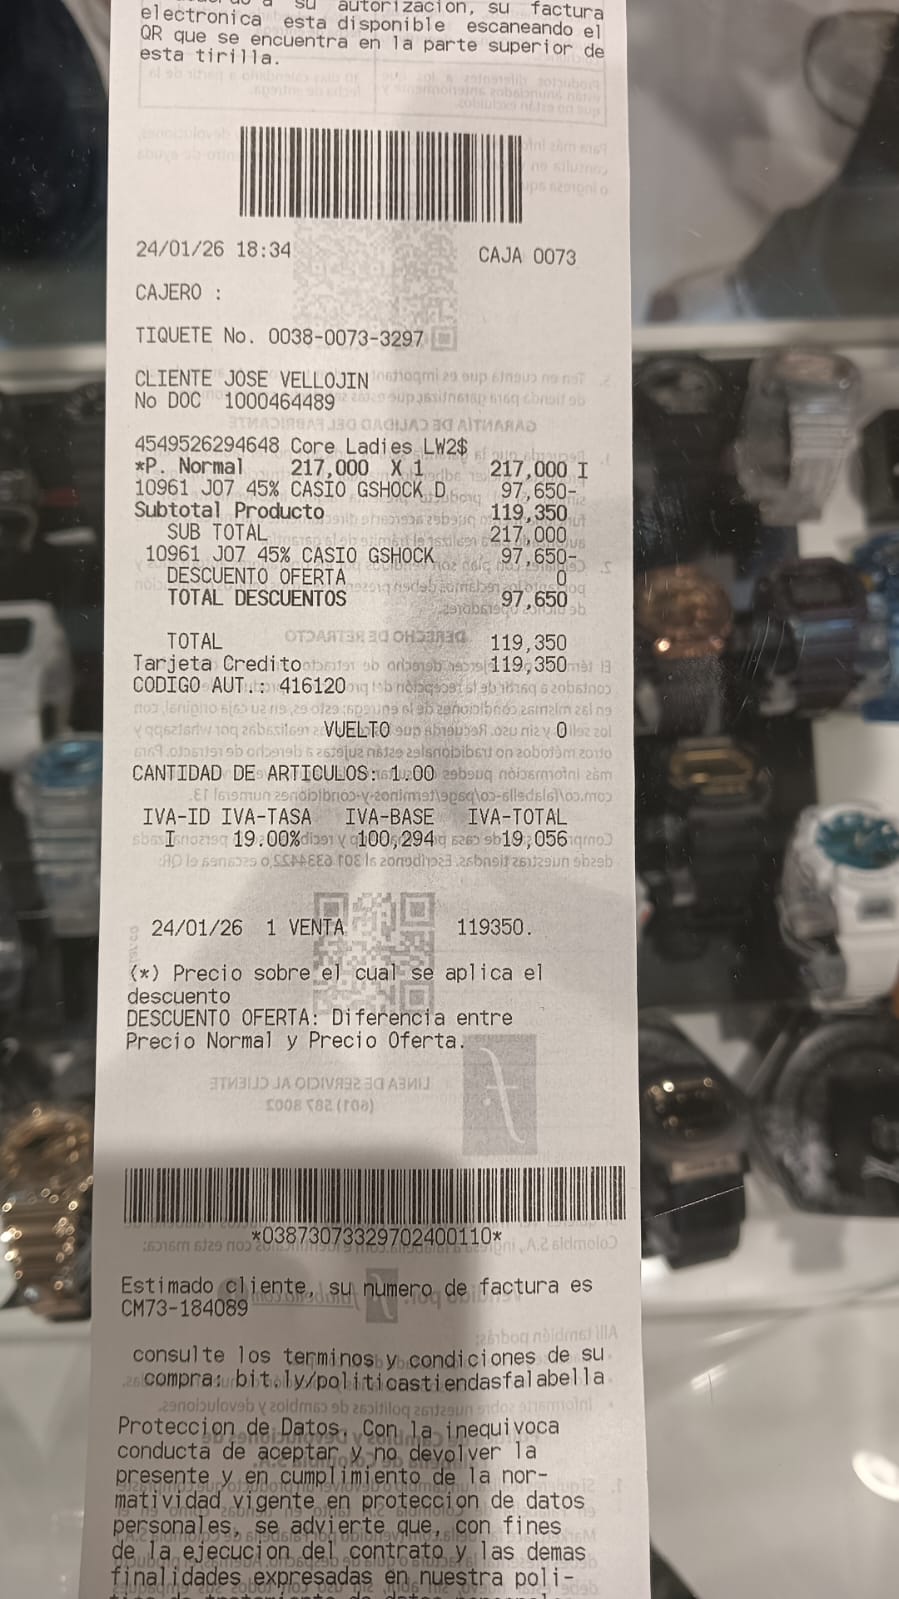 su autorizacion, su factura
electronica esta disponible escaneando el
QR que se encuentra en la parte superior de
esta tirilla.
24/01/26 18:34 CAJA 0073
CAJERO :
TIQUETE No. 0038-0073-3297
CLIENTE JOSE VELLOJIN
No DOC 1000464489
4549526294648 Core Ladies LW2$
*P. Normal 217,000 X 1 217,000 I
10961 J07 45% CASIO GSHOCK D 97,650-
Subtotal Producto 119,350
SUB TOTAL 217,000
10961 J07 45% CASIO GSHOCK 97,650-
DESCUENTO OFERTA 0
TOTAL DESCUENTOS 97,650
TOTAL 119,350
Tarjeta Credito 119,350
CODIGO AUT.: 416120
VUELTO 0
CANTIDAD DE ARTICULOS: 1.00
IVA-ID IVA-TASA IVA-BASE IVA-TOTAL
I 19.00% 100,294 19,056
24/01/26 1 VENTA 119350.
(*) Precio sobre el cual se aplica el
descuento
DESCUENTO OFERTA: Diferencia entre
Precio Normal y Precio Oferta.
*03873073329702400110*
Estimado cliente, su numero de factura es
CM73-184089
consulte los terminos y condiciones de su
compra: bit.ly/politicastiendasfalabella
Proteccion de Datos. Con la inequivoca
conducta de aceptar y no devolver la
presente y en cumplimiento de la nor-
matividad vigente en proteccion de datos
personales, se advierte que, con fines
de la ejecucion del contrato y las demas
finalidades expresadas en nuestra poli-